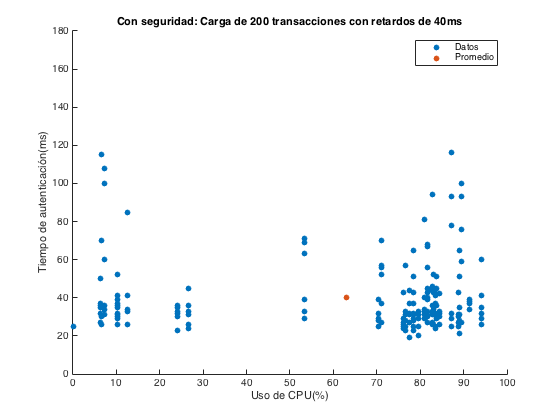 Con seguridad: Carga de 200 transacciones con retardos de 40ms
Datos
Promedio
180
160
140
120
100
80
60
40
20
0
Tiempo de autenticación(ms)
0 10 20 30 40 50 60 70 80 90 100
Uso de CPU(%)